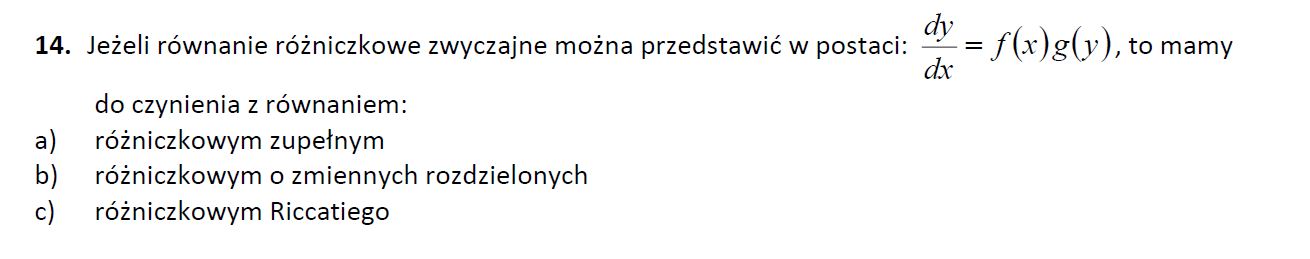 14. Jeżeli równanie różniczkowe zwyczajne można przedstawić w postaci: dy/dx = f(x)g(y), to mamy
do czynienia z równaniem:
a) różniczkowym zupełnym
b) różniczkowym o zmiennych rozdzielonych
c) różniczkowym Riccatiego